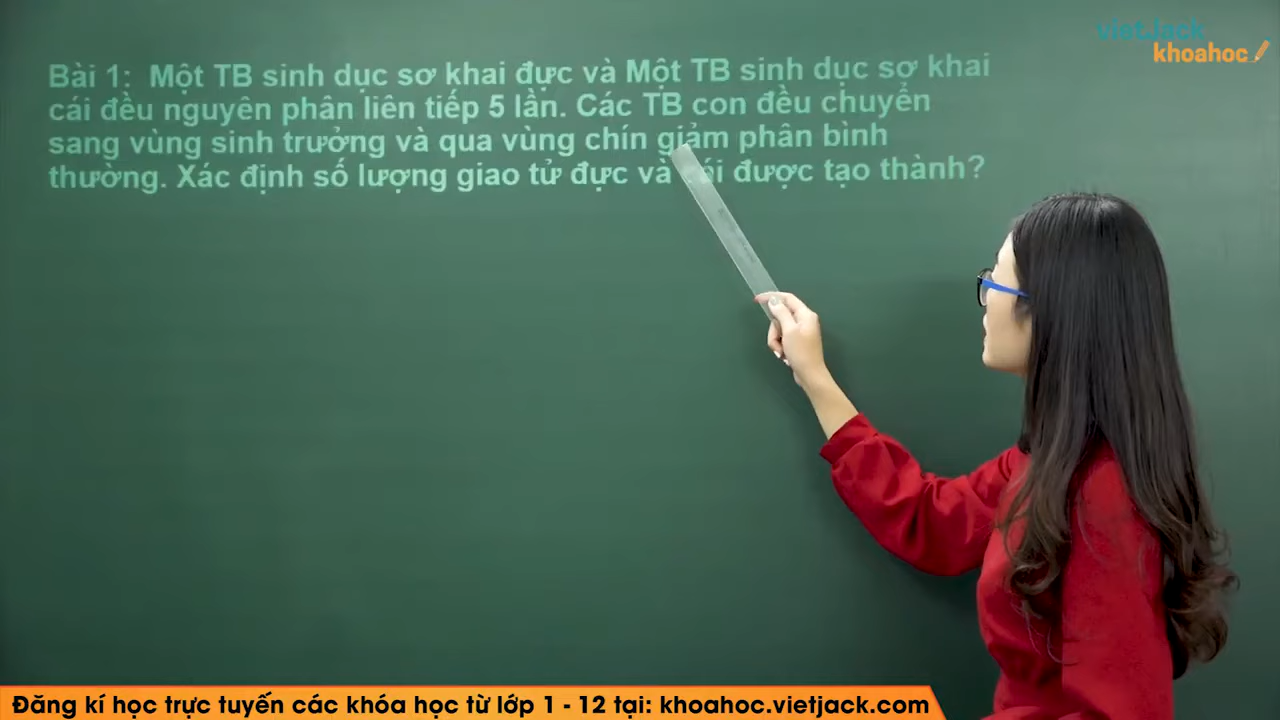 vietJack
khoahoc
Bài 1: Một TB sinh dục sơ khai đực và Một TB sinh dục sơ khai
cái đều nguyên phân liên tiếp 5 lần. Các TB con đều chuyển
sang vùng sinh trưởng và qua vùng chín giảm phân bình
thường. Xác định số lượng giao tử đực và cái được tạo thành?
Đăng kí học trực tuyến các khóa học từ lớp 1 - 12 tại: khoahoc.vietjack.com